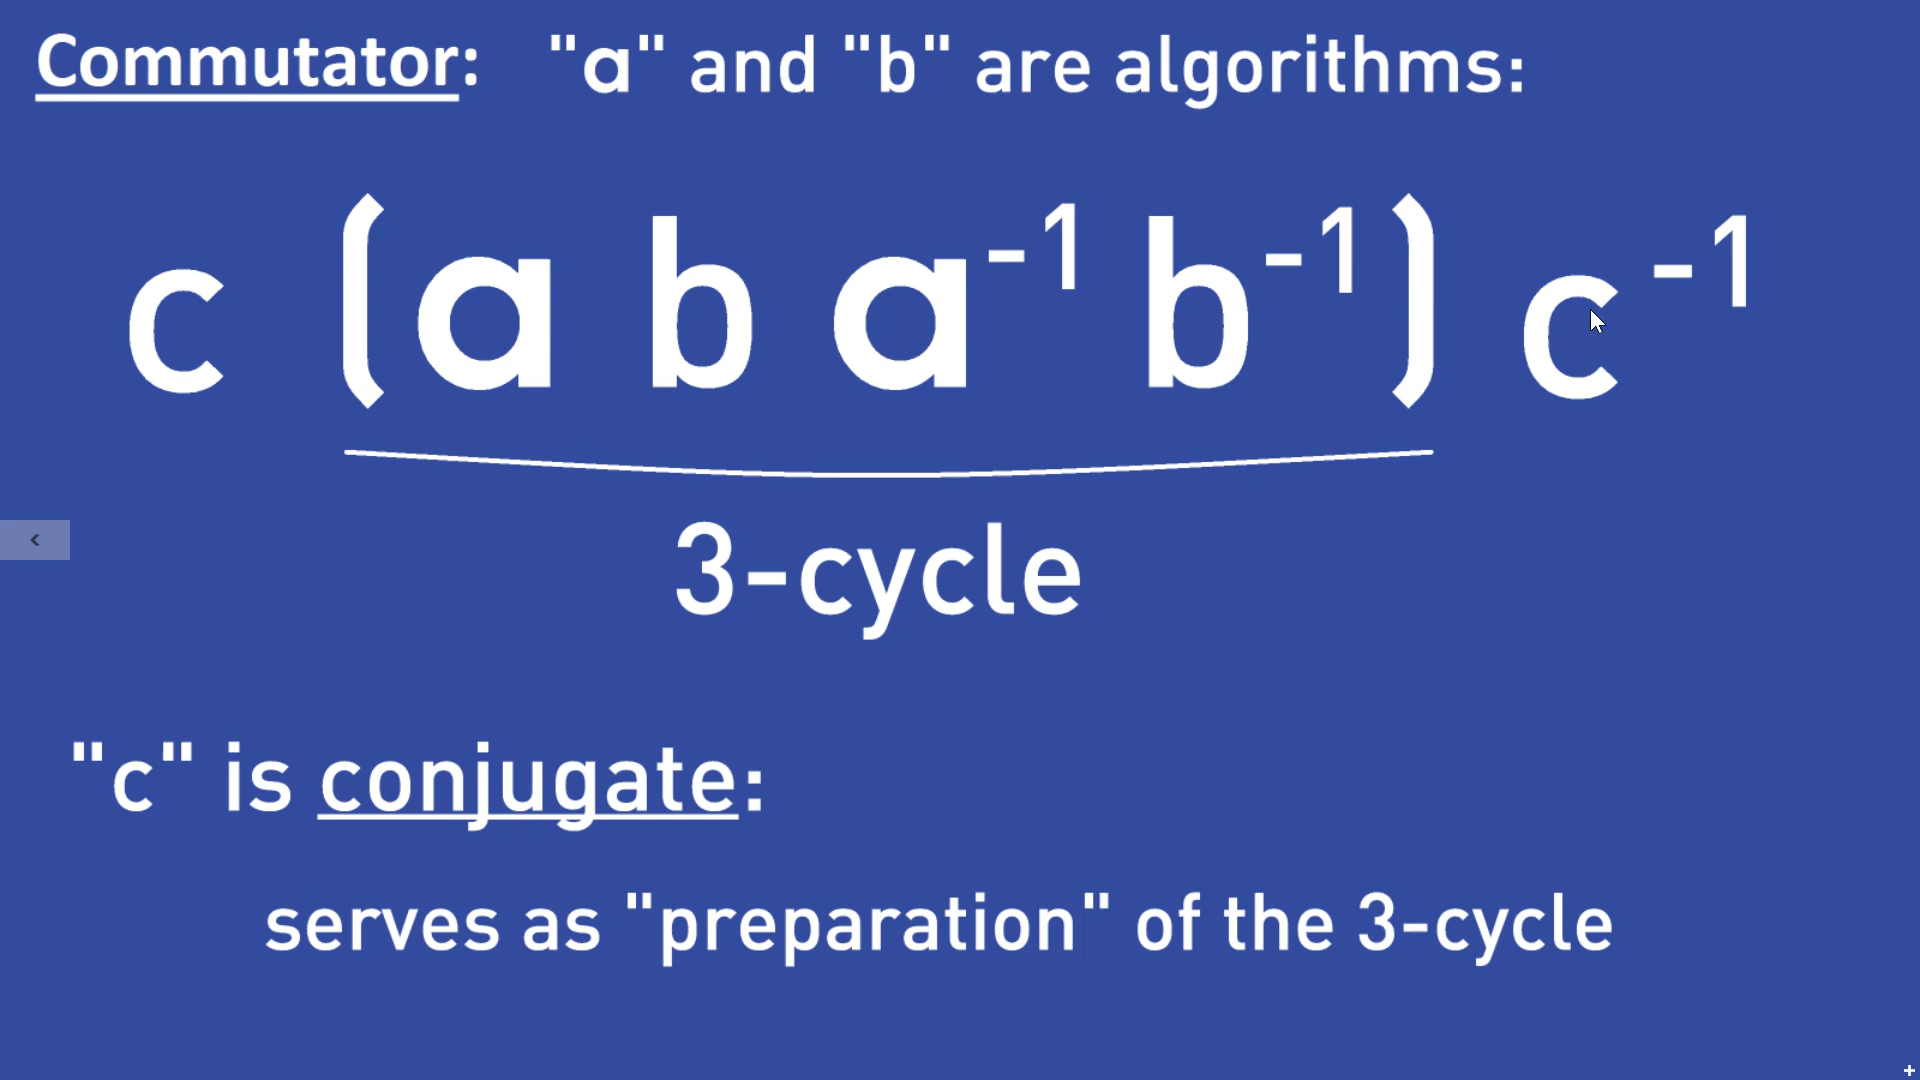 Commutator: "a" and "b" are algorithms:
c (a b a⁻¹ b⁻¹) c⁻¹
3-cycle
"c" is conjugate:
serves as "preparation" of the 3-cycle